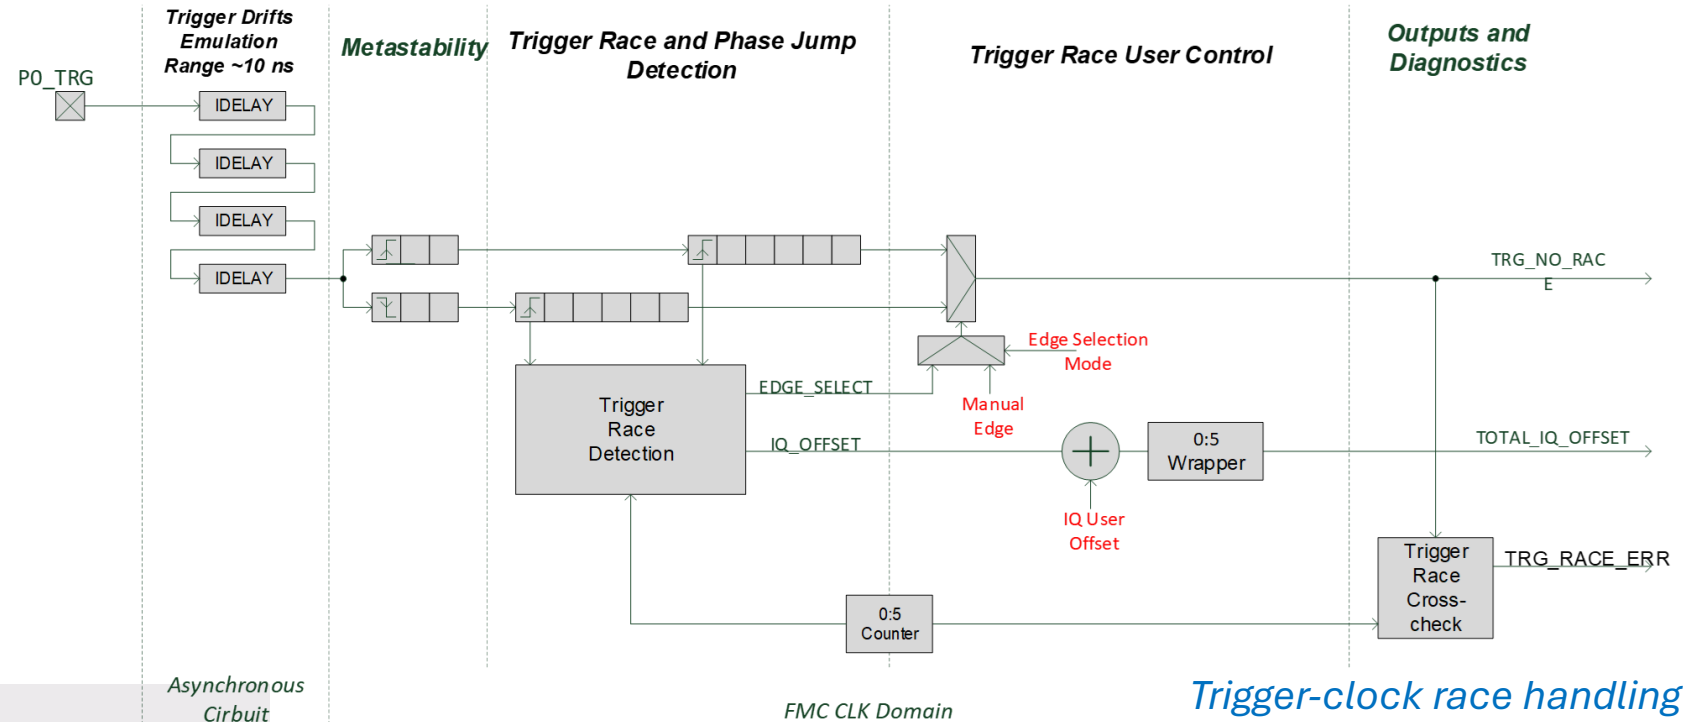 Trigger Drifts
Emulation
Range ~10 ns
Metastability
Trigger Race and Phase Jump
Detection
Trigger Race User Control
Outputs and
Diagnostics
P0_TRG
IDELAY
IDELAY
IDELAY
IDELAY
TRG_NO_RAC
E
Edge Selection
Mode
EDGE_SELECT
Manual
Edge
Trigger
Race
Detection
IQ_OFFSET
0:5
Wrapper
TOTAL_IQ_OFFSET
IQ User
Offset
Trigger
Race
Cross-
check
TRG_RACE_ERR
0:5
Counter
Asynchronous
Cirbuit
FMC CLK Domain
Trigger-clock race handling